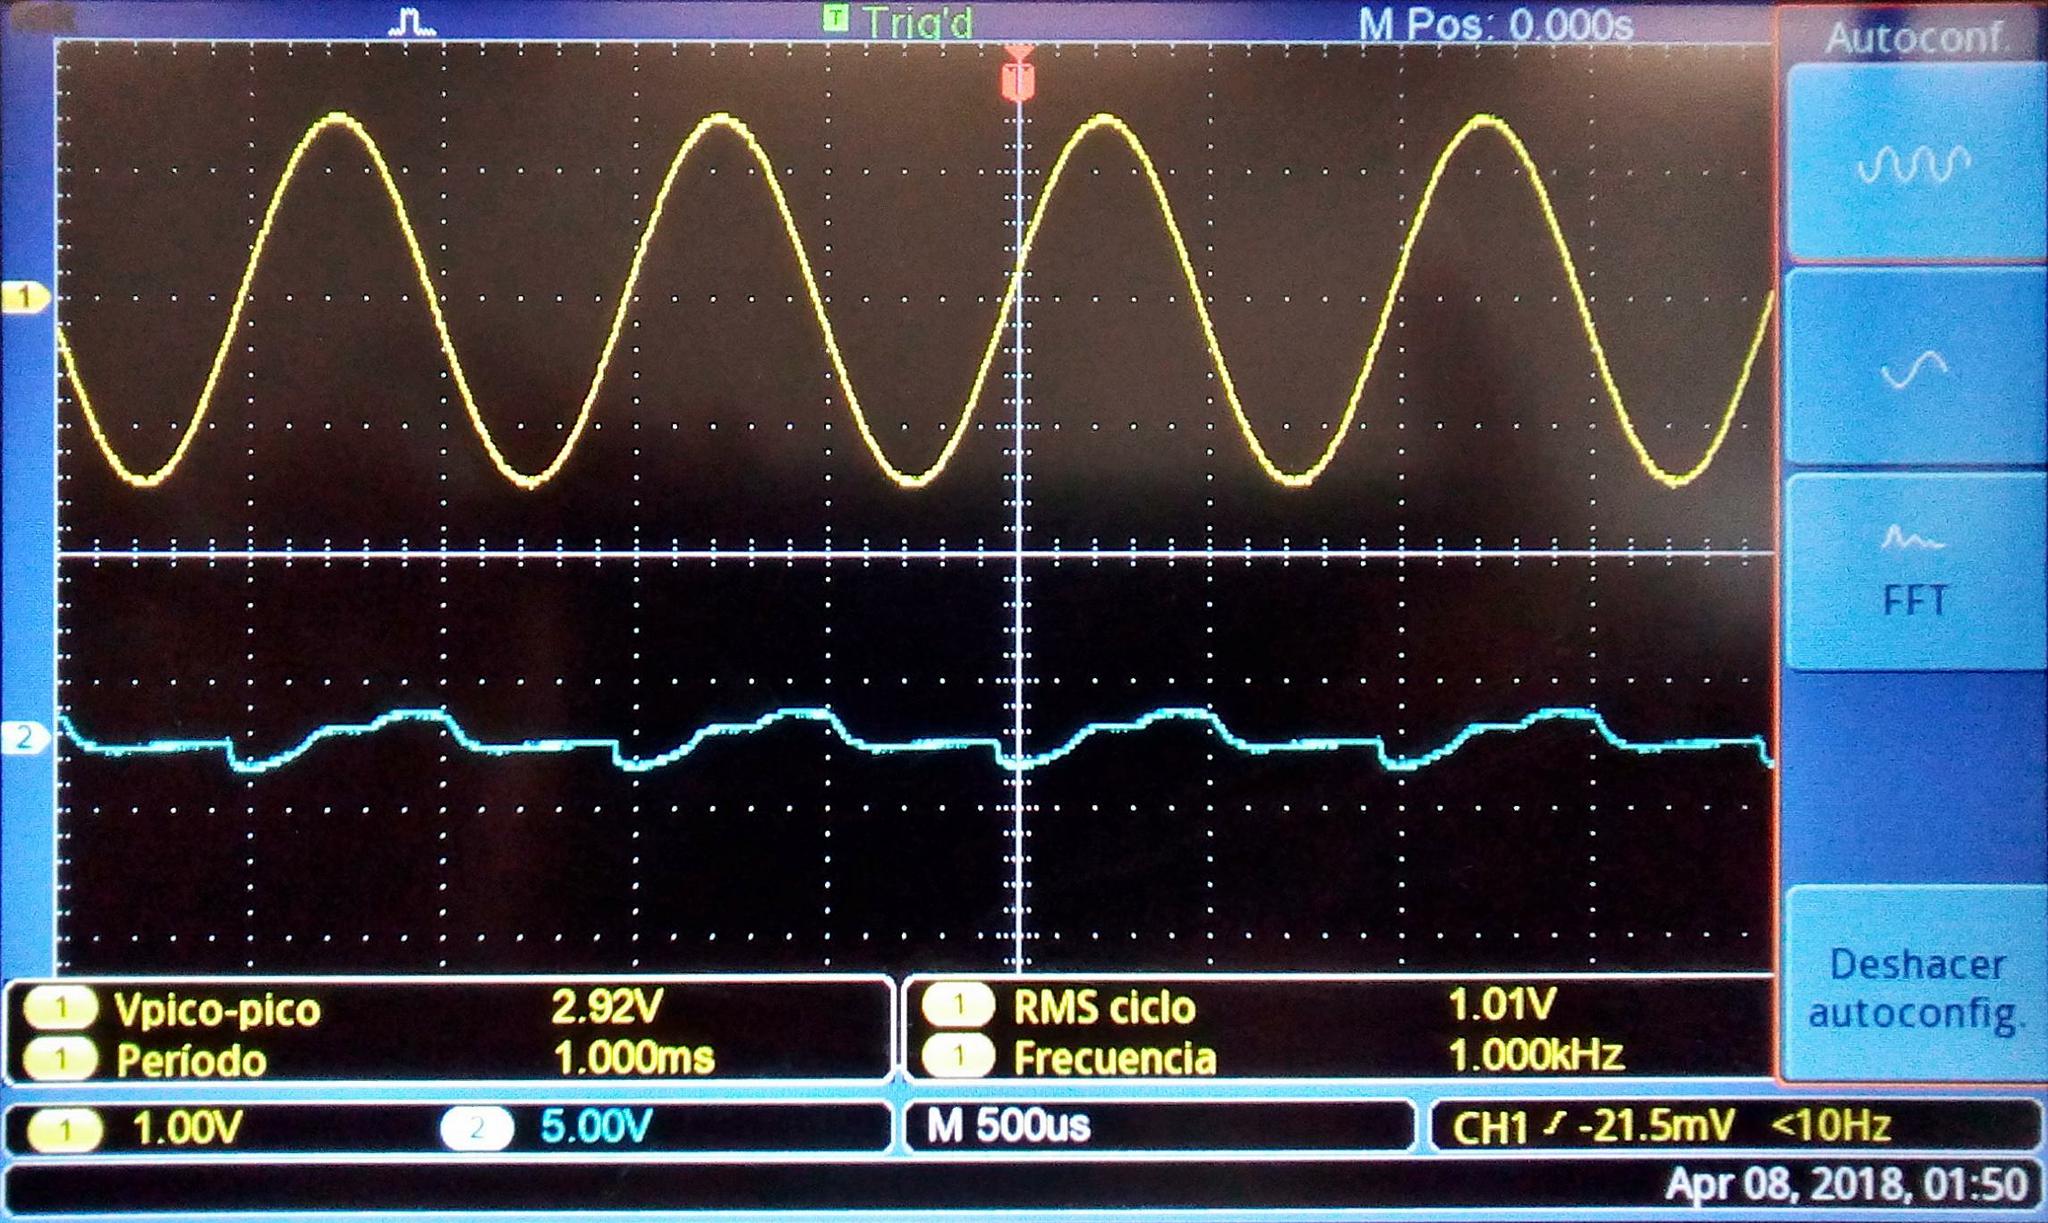 T Trig'd M Pos: 0.000s
Autoconf.
T
1
FFT
2
Deshacer
autoconfig.
1 Vpico-pico 2.92V 1 RMS ciclo 1.01V
1 Período 1.000ms 1 Frecuencia 1.000kHz
1 1.00V 2 5.00V M 500us CH1 -21.5mV <10Hz
Apr 08, 2018, 01:50